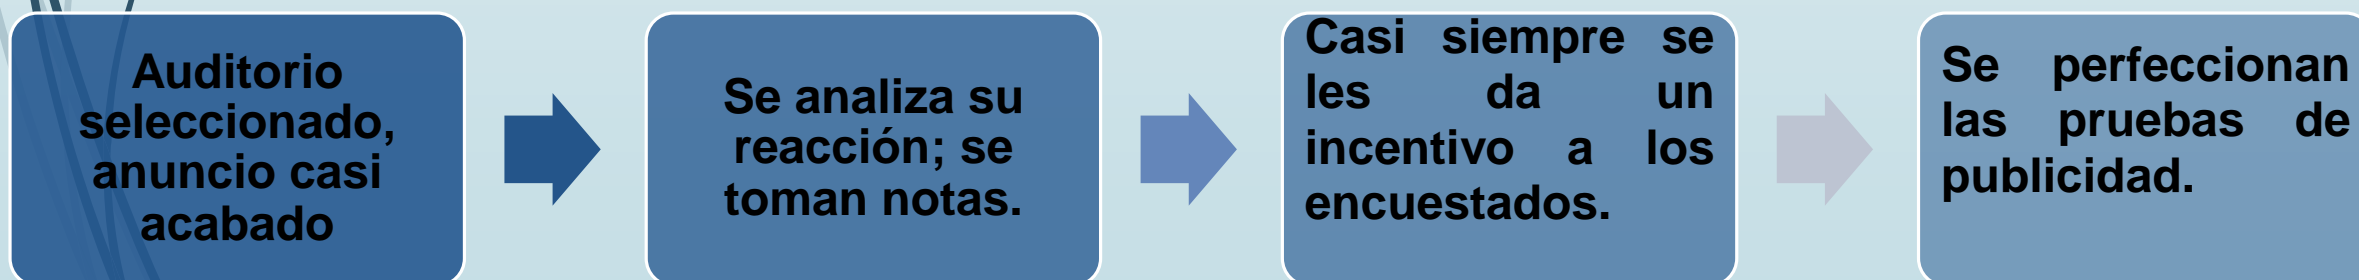 Auditorio
seleccionado,
anuncio casi
acabado
Se analiza su
reacción; se
toman notas.
Casi siempre se
les da un
incentivo a los
encuestados.
Se perfeccionan
las pruebas de
publicidad.